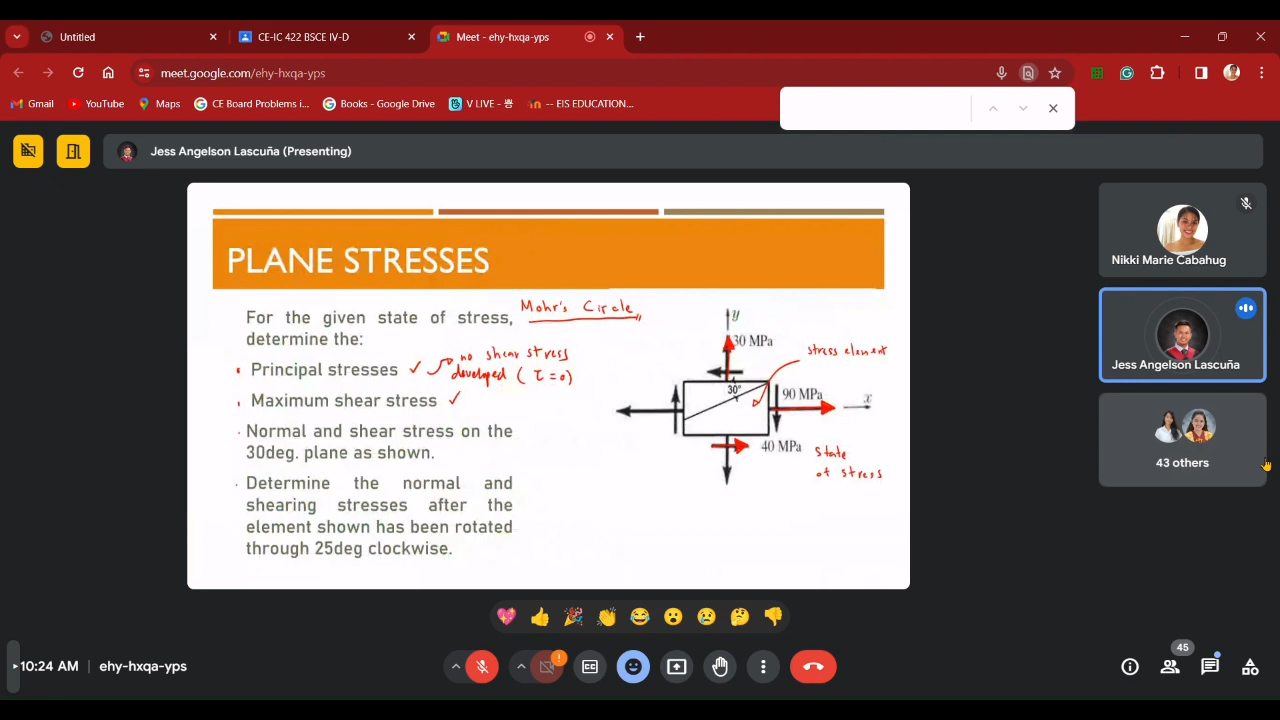 Untitled
CE-IC 422 BSCE IV-D
Meet - ehy-hxqa-yps
meet.google.com/ehy-hxqa-yps
Gmail
YouTube
Maps
CE Board Problems i...
Books - Google Drive
V LIVE - 뿡
-- EIS EDUCATION...
Jess Angelson Lascuña (Presenting)
PLANE STRESSES
For the given state of stress,
determine the:
Mohr's Circle
Principal stresses
no shear stress
developed ( τ = 0)
Maximum shear stress
Normal and shear stress on the
30deg. plane as shown.
Determine the normal and
shearing stresses after the
element shown has been rotated
through 25deg clockwise.
y
30 MPa
stress element
30°
90 MPa
x
40 MPa
state
of stress
Nikki Marie Cabahug
Jess Angelson Lascuña
43 others
10:24 AM
ehy-hxqa-yps
45